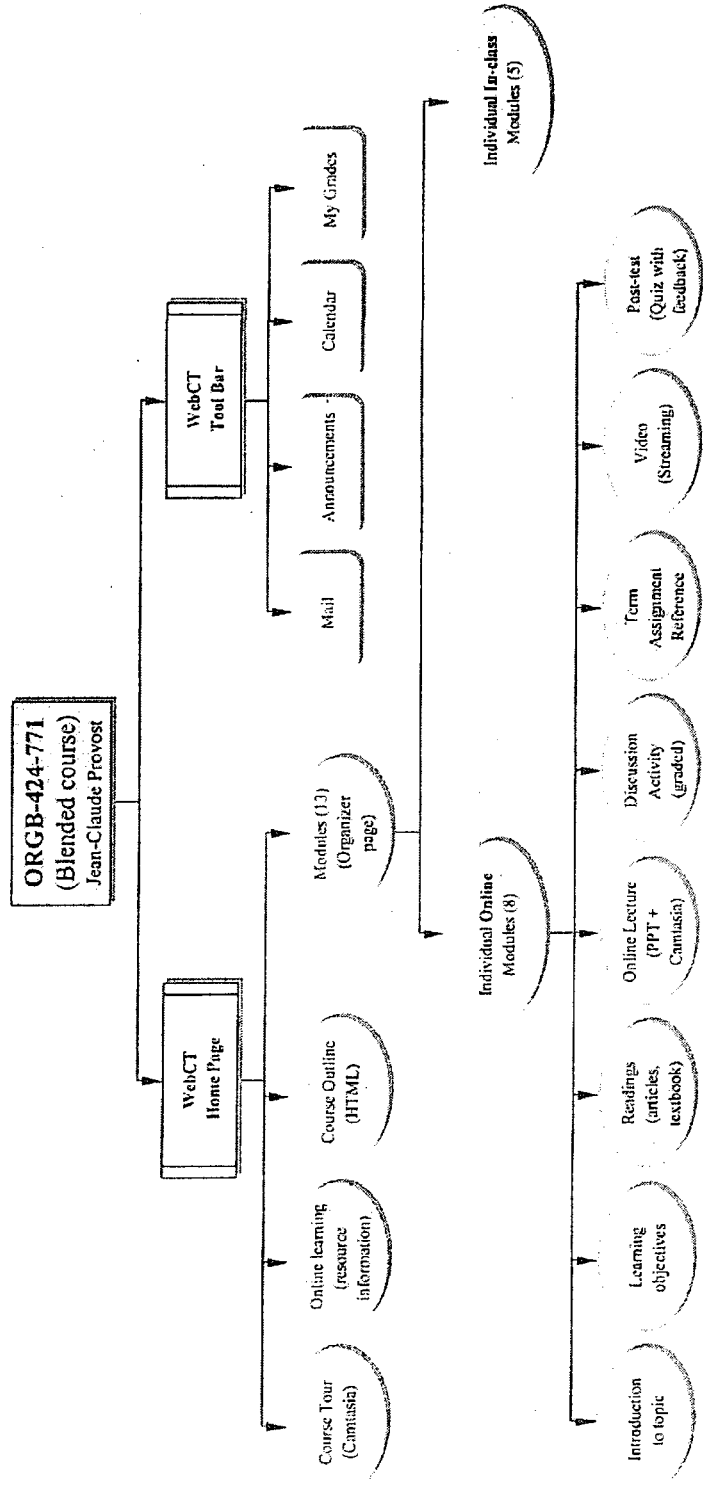 ORGB-424-771
(Blended course)
Jean-Claude Provost
WebCT
Home Page
WebCT
Tool Bar
Course Tour
(Camtasia)
Online learning
(resource
information)
Course Outline
(HTML)
Modules (13)
(Organizer
page)
Mail
Announcements
Calendar
My Grades
Individual Online
Modules (8)
Individual In-class
Modules (5)
Introduction
to topic
Learning
objectives
Readings
(articles,
textbook)
Online Lecture
(PPT +
Camtasia)
Discussion
Activity
(graded)
Term
Assignment
Reference
Video
(Streaming)
Post-test
(Quiz with
feedback)